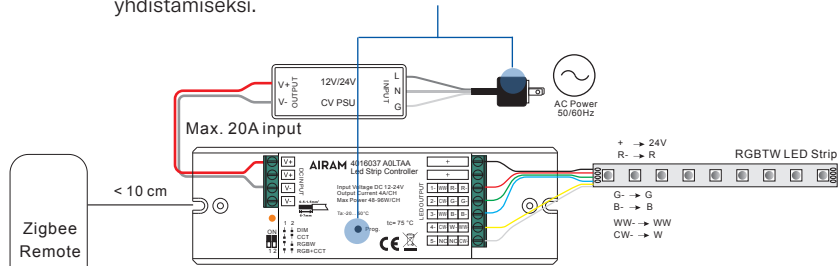 yhdistämiseksi.
V+
V-
OUTPUT
12V/24V
CV PSU
INPUT
L
N
G
AC Power
50/60Hz
Max. 20A input
< 10 cm
Zigbee
Remote
V+
V+
V-
V-
DC INPUT
AIRAM 4016037 A0LTAA
Led Strip Controller
Input Voltage DC 12-24V
Output Current 4A/CH
Max Power 48-96W/CH
tc= 75 °C
Prog.
ON
1 2
1 2
DIM
CCT
RGBW
RGB+CCT
CE
LED OUTPUT
+
+
1- WW R- R-
2- CW G- G-
3- WW B- B-
4- CW W- WW
5- NC NC CW
+ → 24V
R- → R
RGBTW LED Strip
G- → G
B- → B
WW- → WW
CW- → W